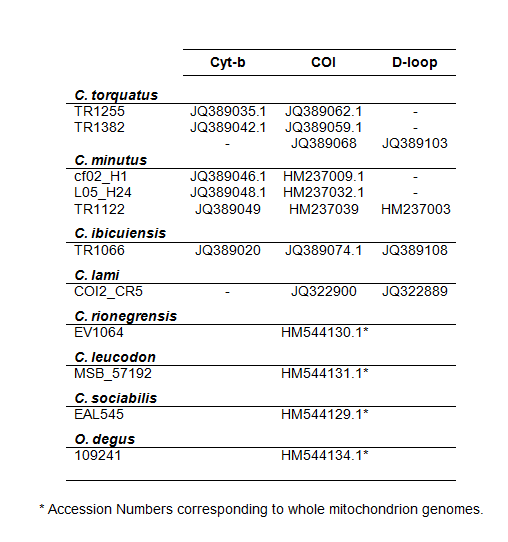 Cyt-b COI D-loop
C. torquatus
TR1255 JQ389035.1 JQ389062.1 -
TR1382 JQ389042.1 JQ389059.1 -
- JQ389068 JQ389103
C. minutus
cf02_H1 JQ389046.1 HM237009.1 -
L05_H24 JQ389048.1 HM237032.1 -
TR1122 JQ389049 HM237039 HM237003
C. ibicuiensis
TR1066 JQ389020 JQ389074.1 JQ389108
C. lami
COI2_CR5 - JQ322900 JQ322889
C. rionegrensis
EV1064 HM544130.1*
C. leucodon
MSB_57192 HM544131.1*
C. sociabilis
EAL545 HM544129.1*
O. degus
109241 HM544134.1*
* Accession Numbers corresponding to whole mitochondrion genomes.